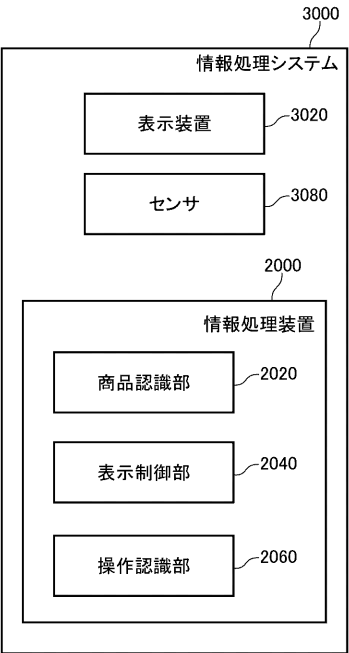 3000
情報処理システム
表示装置
3020
センサ
3080
2000
情報処理装置
商品認識部
2020
表示制御部
2040
操作認識部
2060